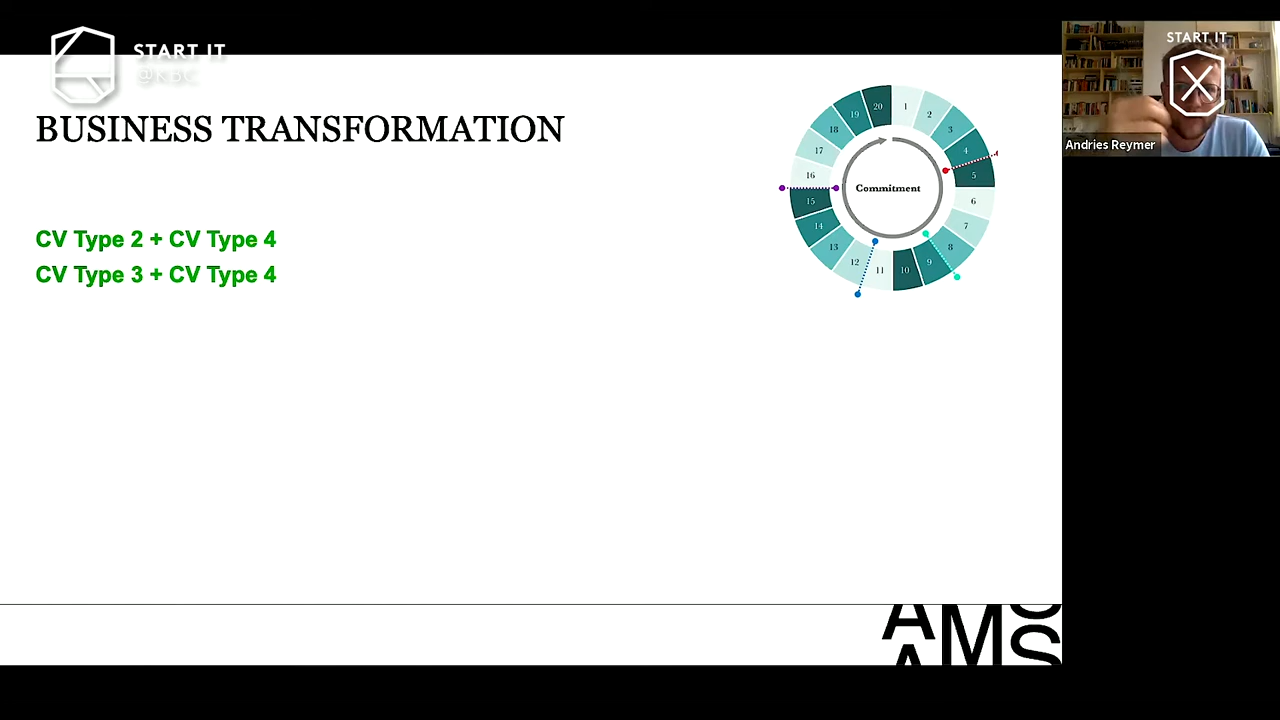 START IT
@KBC
BUSINESS TRANSFORMATION
CV Type 2 + CV Type 4
CV Type 3 + CV Type 4
1
2
3
4
5
6
7
8
9
10
11
12
13
14
15
16
17
18
19
20
Commitment
START IT
X
Andries Reymer
AMS